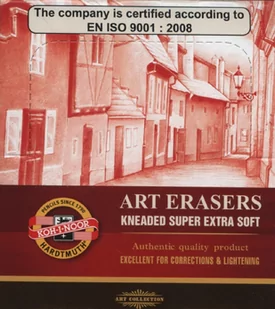 The company is certified according to
EN ISO 9001 : 2008
ART ERASERS
KNEADED SUPER EXTRA SOFT
PENCILS SINCE 1790
KOH-I-NOOR
HARDTMUTH
Authentic quality product
EXCELLENT FOR CORRECTIONS & LIGHTENING
ART COLLECTION